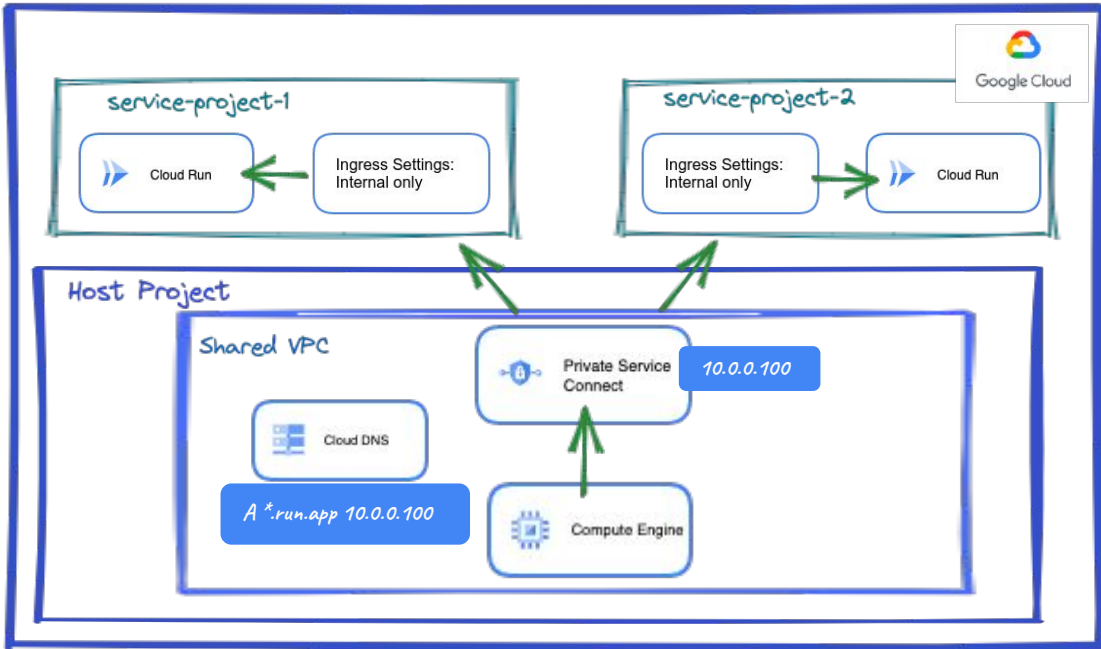 Google Cloud
service-project-1
Cloud Run
Ingress Settings:
Internal only
service-project-2
Ingress Settings:
Internal only
Cloud Run
Host Project
Shared VPC
Private Service
Connect
10.0.0.100
Cloud DNS
A *.run.app 10.0.0.100
Compute Engine